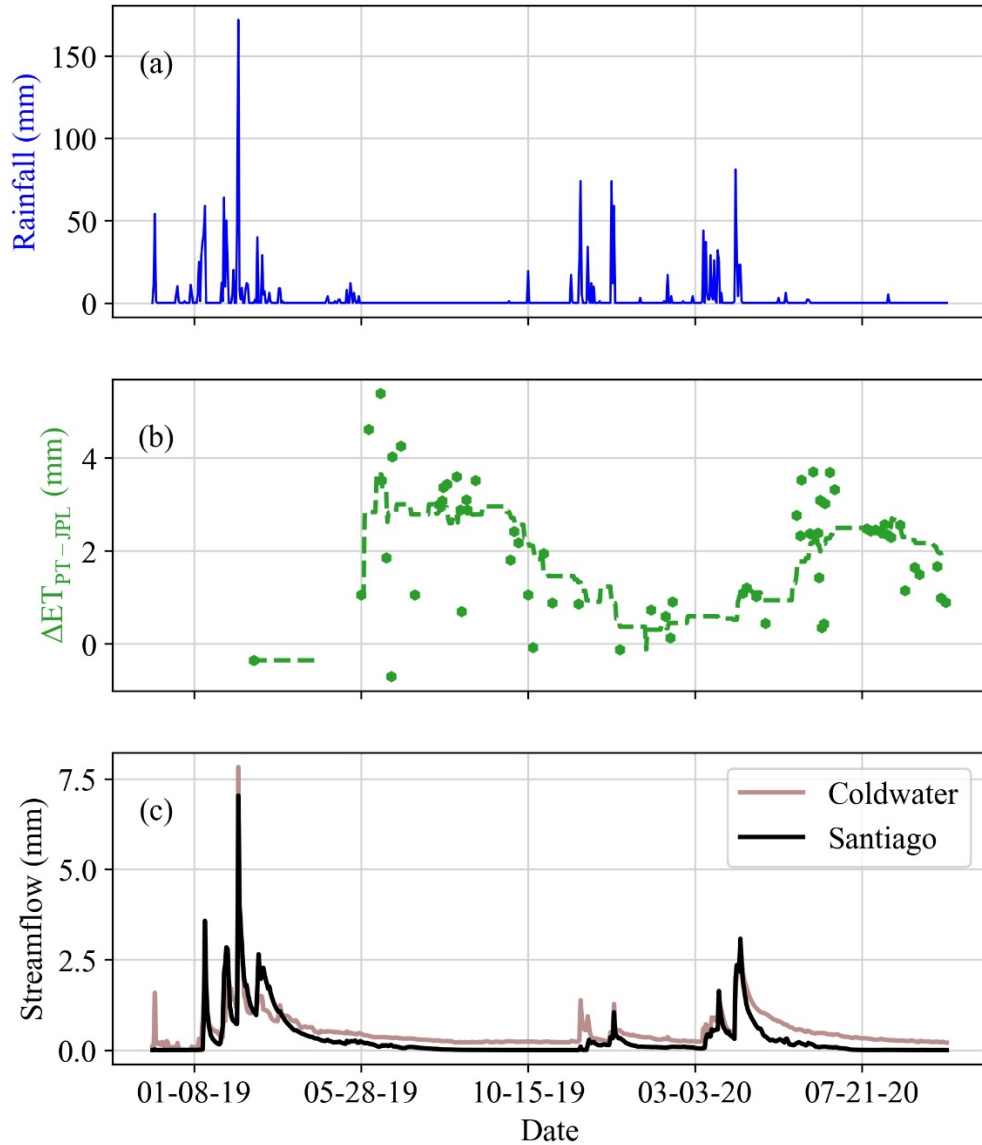 (a)
Rainfall (mm)
150
100
50
0
(b)
ΔET_PT−JPL (mm)
4
2
0
(c)
Streamflow (mm)
7.5
5.0
2.5
0.0
Coldwater
Santiago
01-08-19 05-28-19 10-15-19 03-03-20 07-21-20
Date